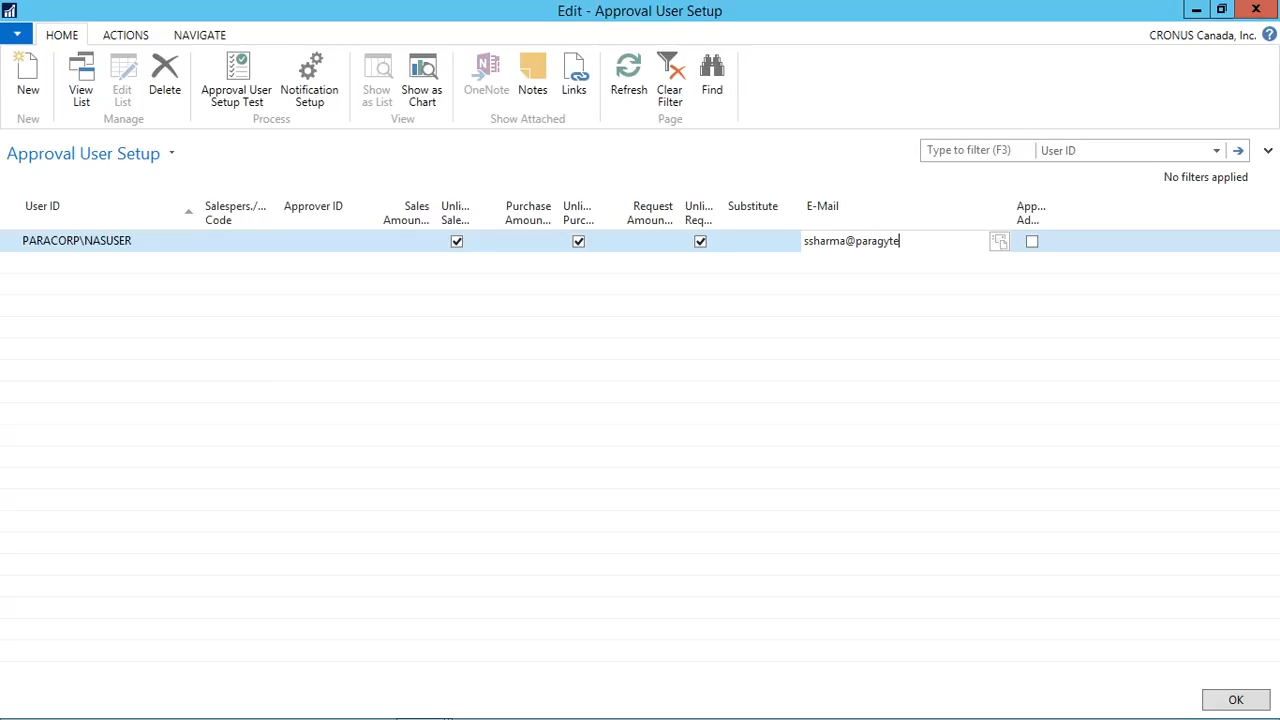 Edit - Approval User Setup
HOME ACTIONS NAVIGATE CRONUS Canada, Inc. ?
New View List Edit List Delete Approval User Setup Test Notification Setup Show as List Show as Chart OneNote Notes Links Refresh Clear Filter Find
New Manage Process View Show Attached Page
Approval User Setup Type to filter (F3) User ID
No filters applied
User ID Salespers./... Code Approver ID Sales Amoun... Unli... Sale... Purchase Amoun... Unli... Purc... Request Amoun... Unli... Req... Substitute E-Mail App... Ad...
PARACORP\NASUSER ssharma@paragyte
OK